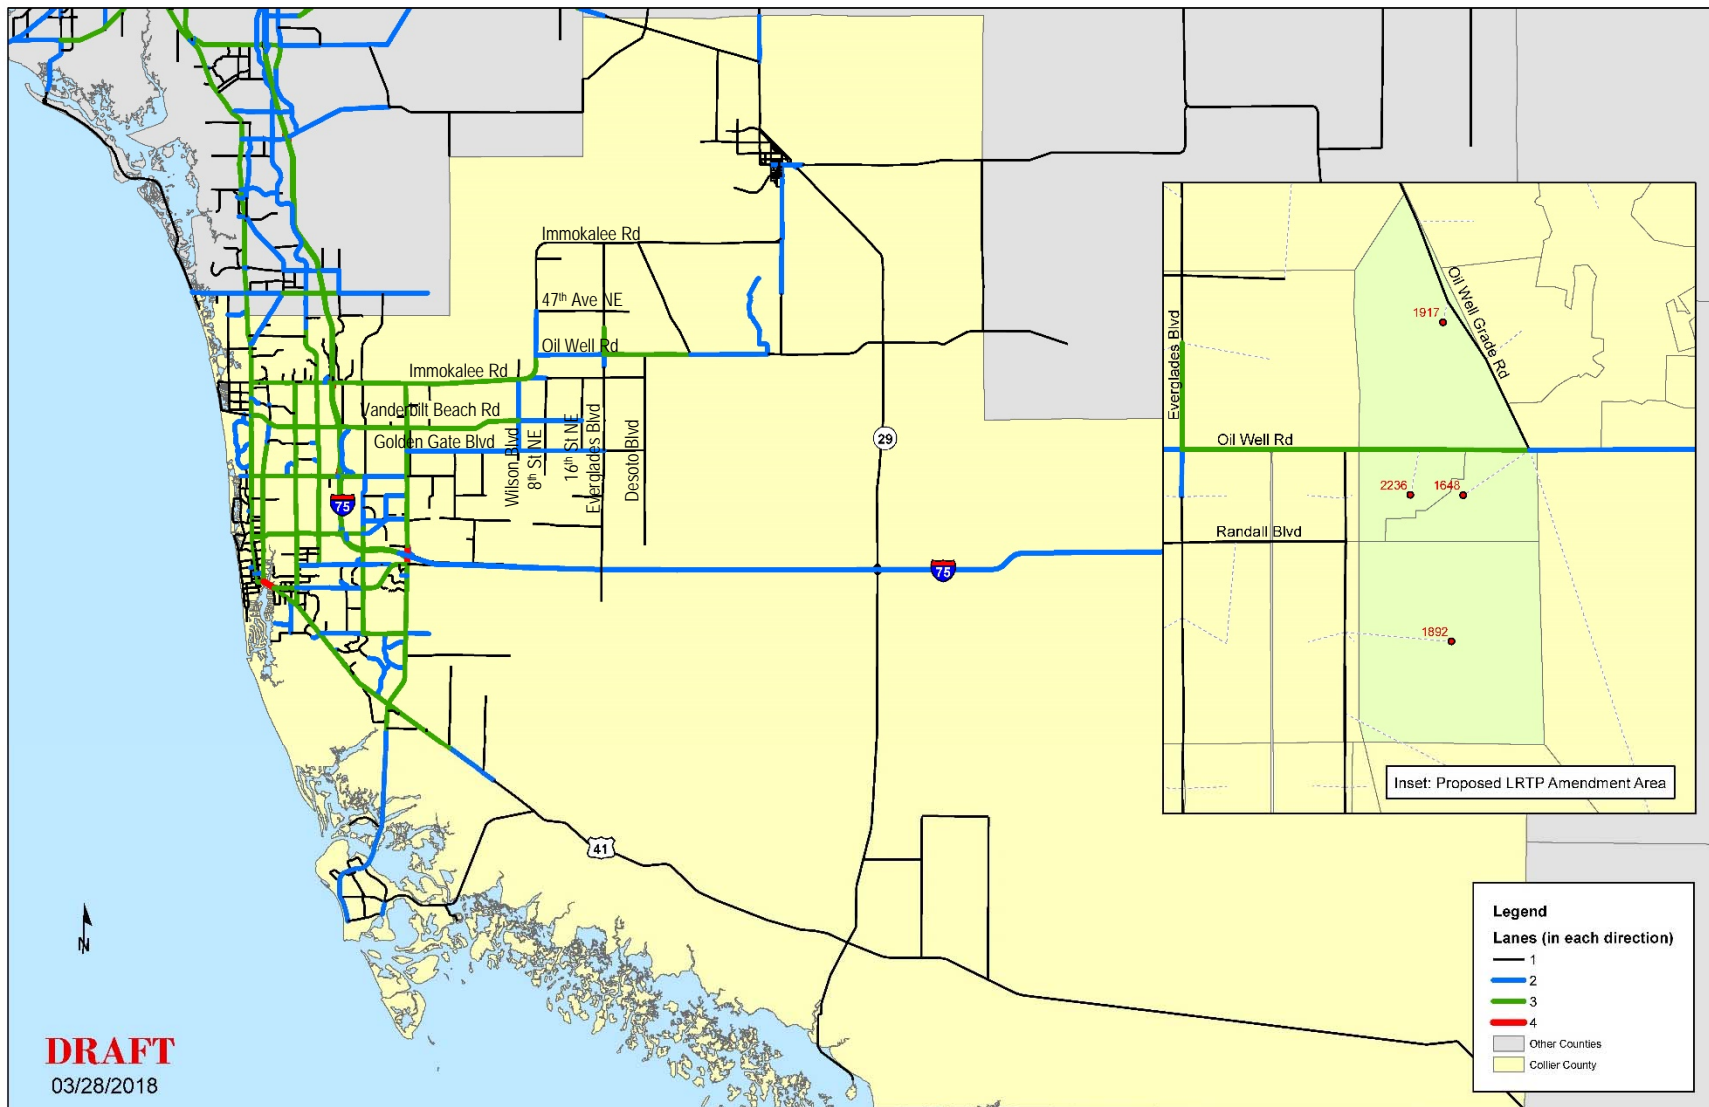 Immokalee Rd
47th Ave NE
Oil Well Rd
Immokalee Rd
Vanderbilt Beach Rd
Golden Gate Blvd
Wilson Blvd
8th St NE
16th St NE
Everglades Blvd
Desoto Blvd
29
75
75
41
Everglades Blvd
Oil Well Grade Rd
1917
Oil Well Rd
2236
1648
Randall Blvd
1892
Inset: Proposed LRTP Amendment Area
Legend
Lanes (in each direction)
1
2
3
4
Other Counties
Collier County
N
DRAFT
03/28/2018